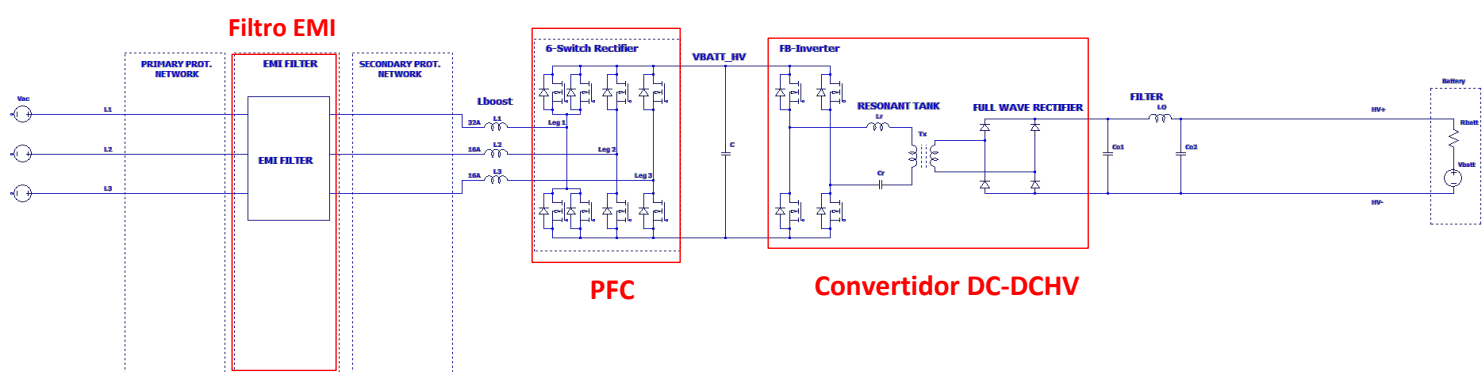 Filtro EMI
PRIMARY PROT.
NETWORK
EMI FILTER
SECONDARY PROT.
NETWORK
6-Switch Rectifier
VBATT_HV
FB-Inverter
Vac
L1
L2
L3
EMI FILTER
Lboost
32A
L1
16A
L2
16A
L3
Leg 1
Leg 2
Leg 3
C
RESONANT TANK
Lr
Cr
Tx
FULL WAVE RECTIFIER
FILTER
LO
Co1
Co2
HV+
HV-
Battery
Rbatt
Vbatt
PFC
Convertidor DC-DCHV